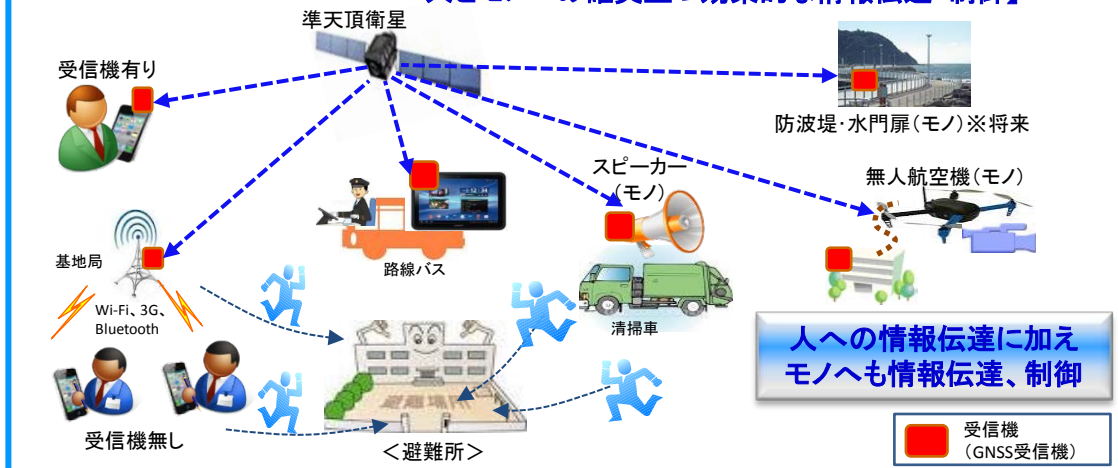 準天頂衛星
受信機有り
防波堤・水門扉(モノ)※将来
スピーカー
(モノ)
無人航空機(モノ)
12:34
基地局
路線バス
Wi-Fi、3G、
Bluetooth
清掃車
人への情報伝達に加え
モノへも情報伝達、制御
受信機無し
<避難所>
受信機
(GNSS受信機)